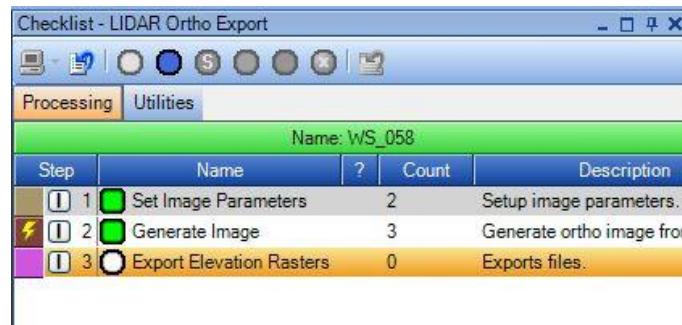 Checklist - LIDAR Ortho Export
S
Processing Utilities
Name: WS_058
Step Name ? Count Description
1 Set Image Parameters 2 Setup image parameters.
2 Generate Image 3 Generate ortho image fro
3 Export Elevation Rasters 0 Exports files.